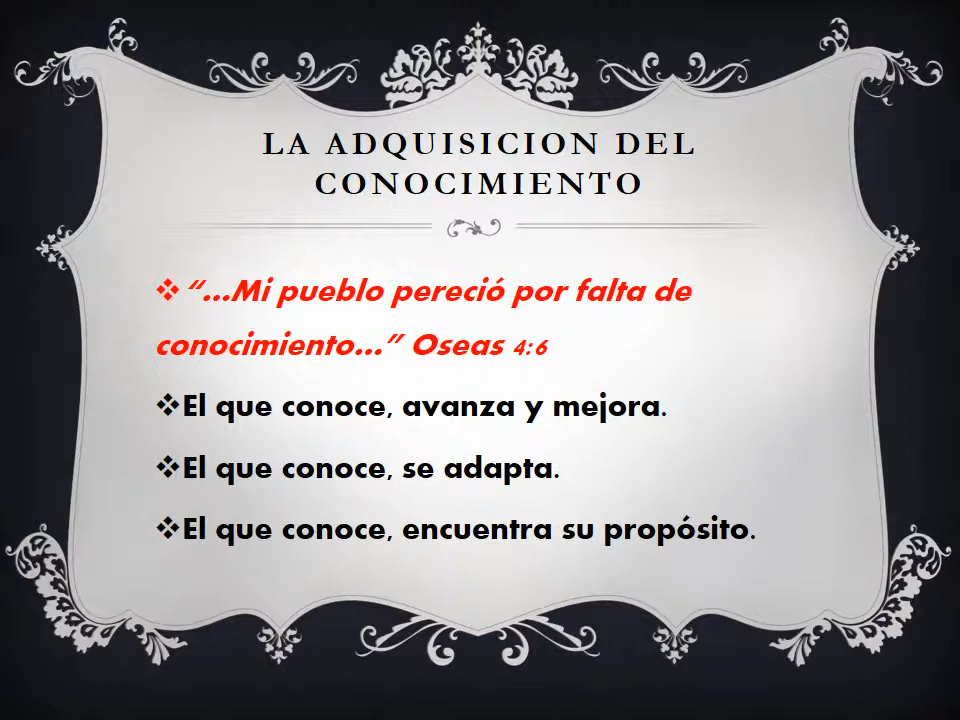 LA ADQUISICION DEL
CONOCIMIENTO
❖“...Mi pueblo pereció por falta de
conocimiento...” Oseas 4:6
❖El que conoce, avanza y mejora.
❖El que conoce, se adapta.
❖El que conoce, encuentra su propósito.